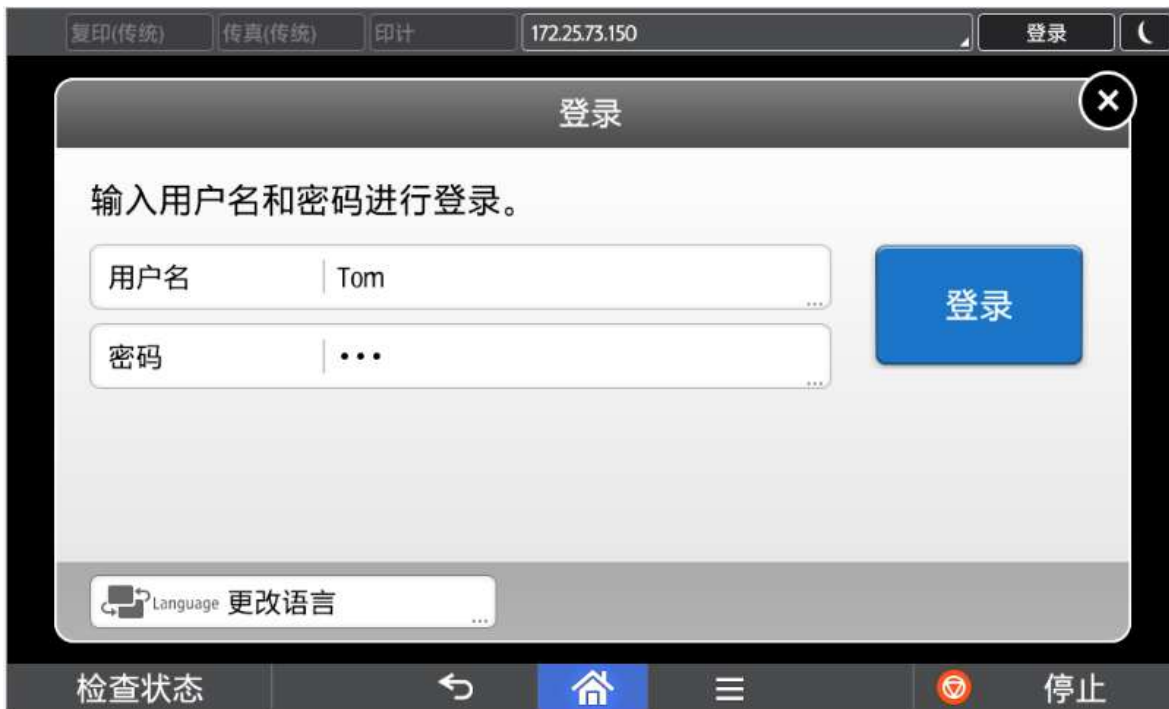 复印(传统) 传真(传统) 印计 172.25.73.150 登录
登录
输入用户名和密码进行登录。
用户名 Tom
登录
密码 •••
Language 更改语言
检查状态 停止